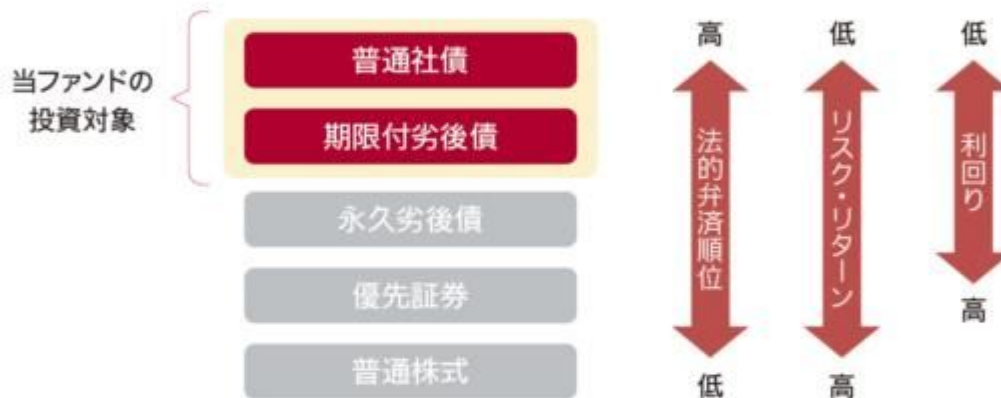 当ファンドの
投資対象
普通社債
期限付劣後債
永久劣後債
優先証券
普通株式
高
法的弁済順位
低
低
リスク・リターン
高
低
利回り
高